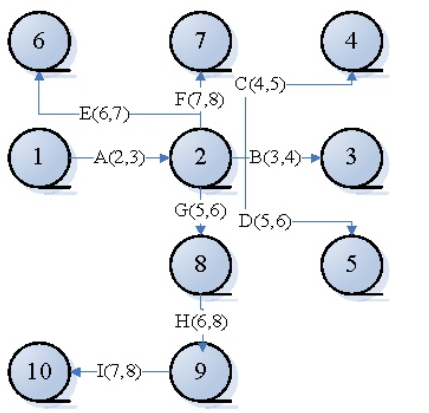 6 7 4
C(4,5)
E(6,7) F(7,8)
1 A(2,3) 2 B(3,4) 3
G(5,6) D(5,6)
8 5
H(6,8)
10 I(7,8) 9